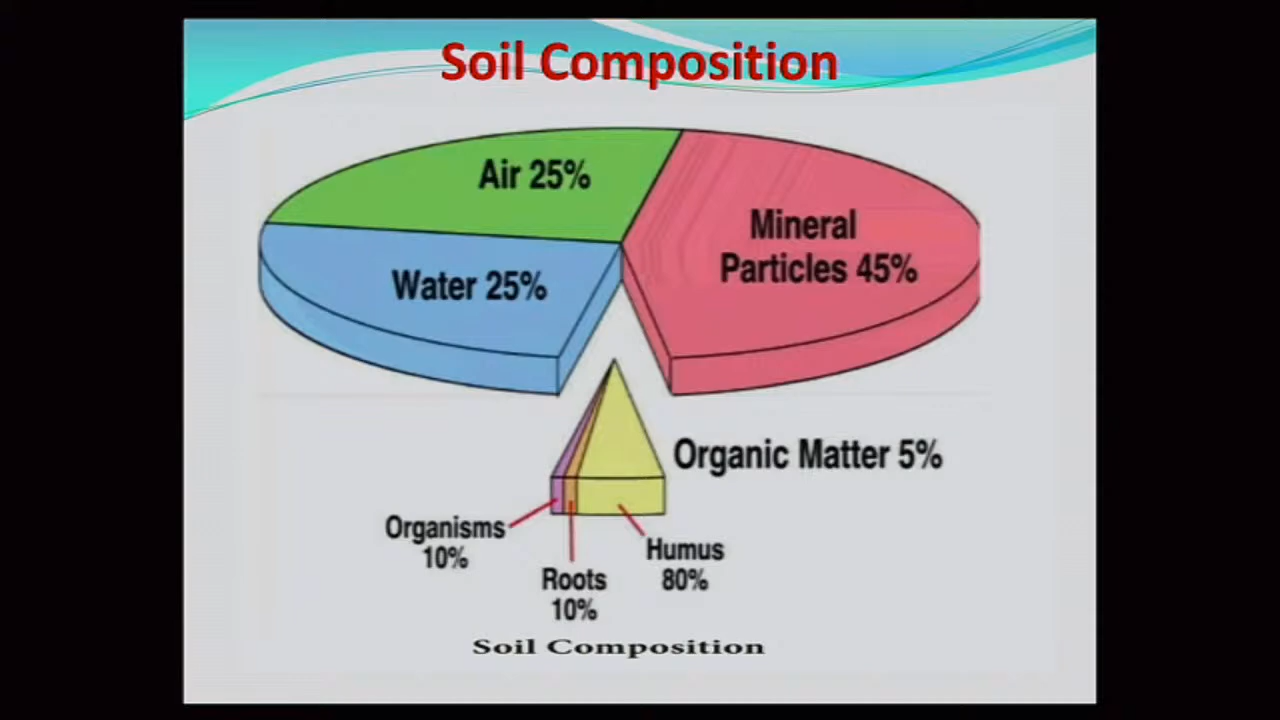 Soil Composition
Air 25%
Mineral
Particles 45%
Water 25%
Organic Matter 5%
Organisms
10%
Roots
10%
Humus
80%
Soil Composition